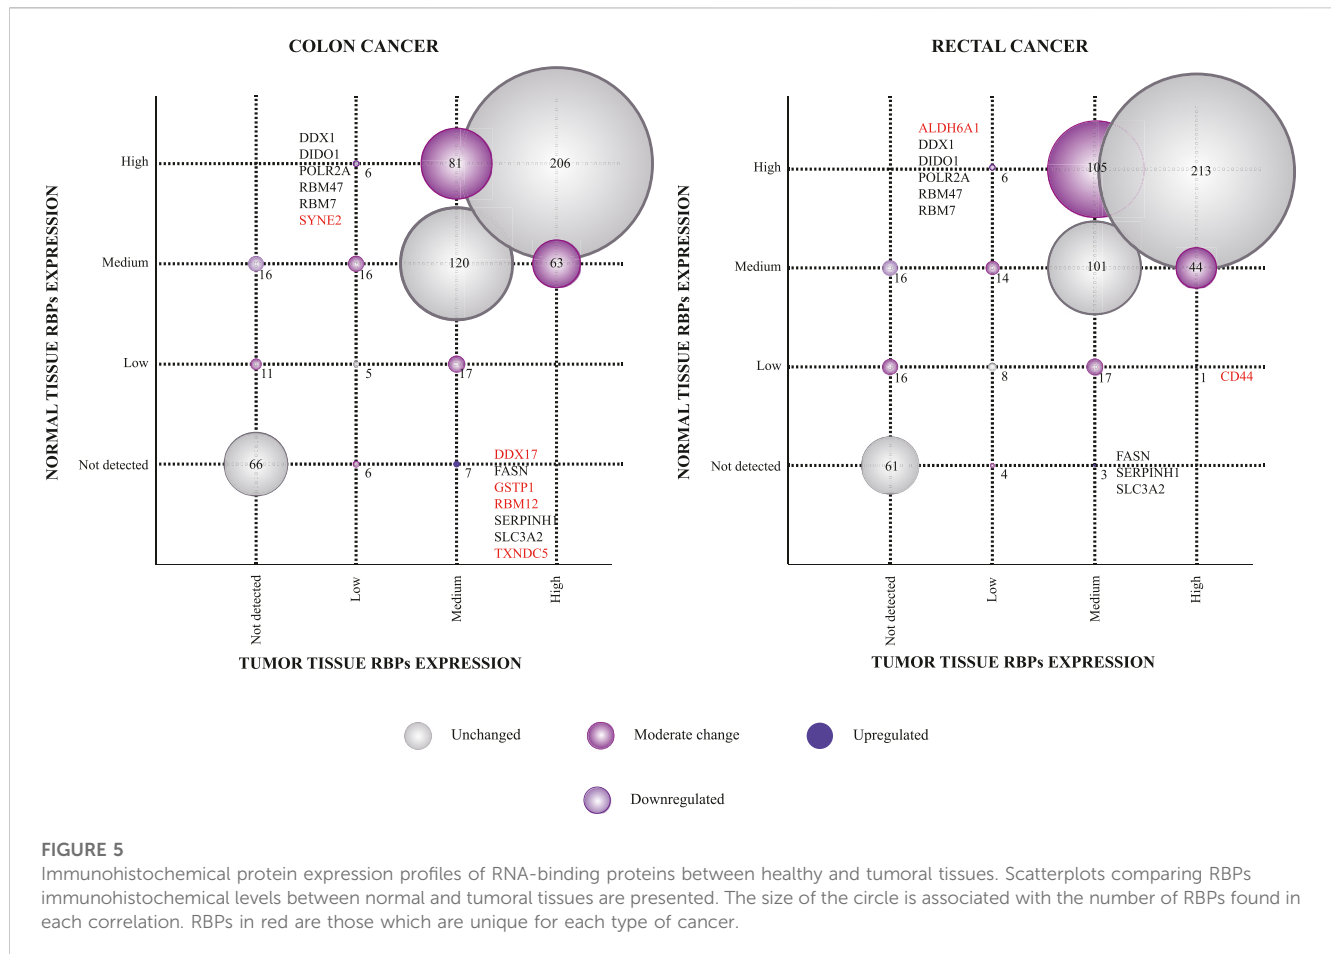 COLON CANCER
NORMAL TISSUE RBPs EXPRESSION
High
Medium
Low
Not detected
DDX1
DIDO1
POLR2A
RBM47
RBM7
SYNE2
6
81
206
16
16
120
63
11
5
17
66
6
7
DDX17
FASN
GSTP1
RBM12
SERPINH1
SLC3A2
TXNDC5
Not detected
Low
Medium
High
TUMOR TISSUE RBPs EXPRESSION
RECTAL CANCER
NORMAL TISSUE RBPs EXPRESSION
High
Medium
Low
Not detected
ALDH6A1
DDX1
DIDO1
POLR2A
RBM47
RBM7
6
105
213
16
14
101
44
16
8
17
1
CD44
61
4
3
FASN
SERPINH1
SLC3A2
Not detected
Low
Medium
High
TUMOR TISSUE RBPs EXPRESSION
Unchanged
Moderate change
Upregulated
Downregulated
FIGURE 5
Immunohistochemical protein expression profiles of RNA-binding proteins between healthy and tumoral tissues. Scatterplots comparing RBPs
immunohistochemical levels between normal and tumoral tissues are presented. The size of the circle is associated with the number of RBPs found in
each correlation. RBPs in red are those which are unique for each type of cancer.